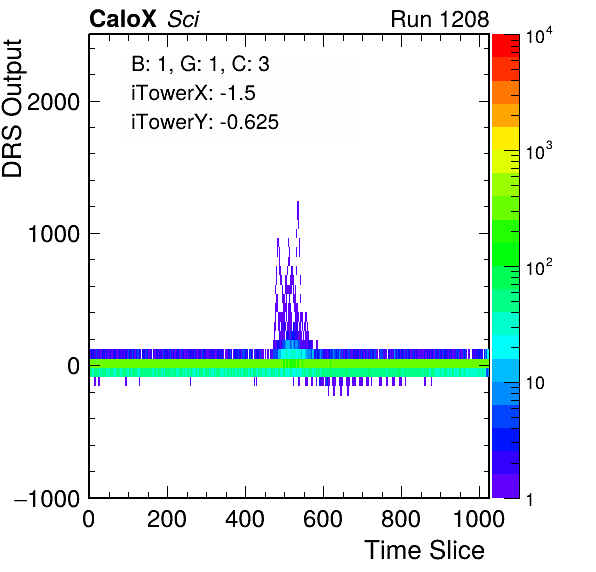 CaloX Sci Run 1208
B: 1, G: 1, C: 3
iTowerX: -1.5
iTowerY: -0.625
DRS Output
2000
1000
0
−1000
0 200 400 600 800 1000
Time Slice
10^4
10^3
10^2
10
1